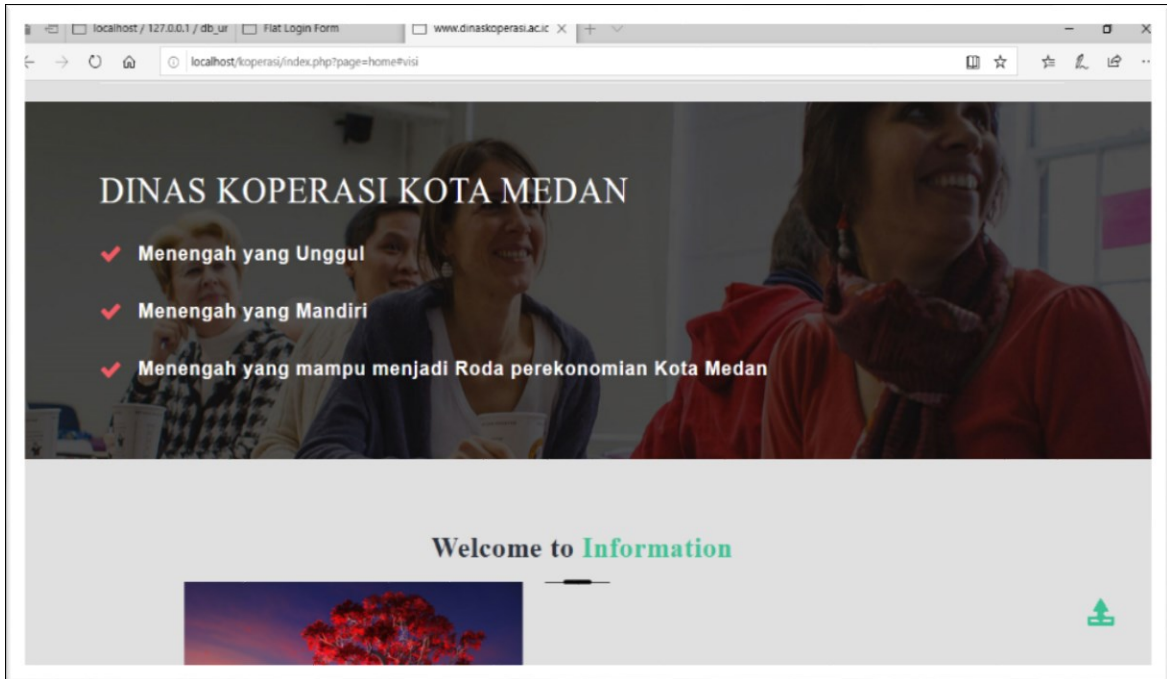 localhost / 127.0.0.1 / db_ur
Flat Login Form
www.dinaskoperasi.ac.ic
localhost/koperasi/index.php?page=home#visi
DINAS KOPERASI KOTA MEDAN
Menengah yang Unggul
Menengah yang Mandiri
Menengah yang mampu menjadi Roda perekonomian Kota Medan
Welcome to Information